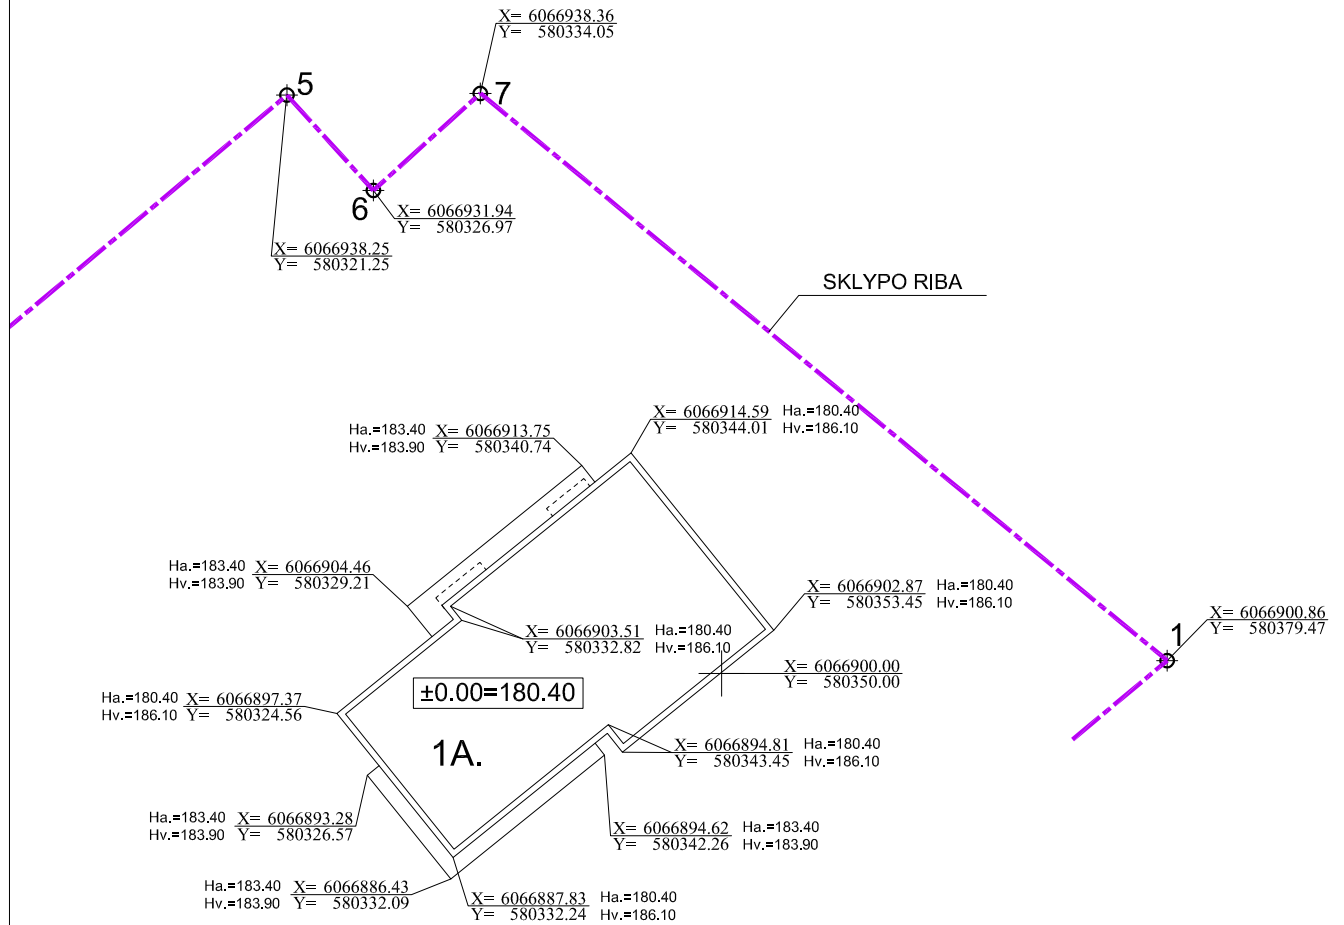 X= 6066938.36
Y= 580334.05
5
7
6
X= 6066931.94
Y= 580326.97
X= 6066938.25
Y= 580321.25
SKLYPO RIBA
X= 6066914.59 Ha.=180.40
Y= 580344.01 Hv.=186.10
Ha.=183.40 X= 6066913.75
Hv.=183.90 Y= 580340.74
Ha.=183.40 X= 6066904.46
Hv.=183.90 Y= 580329.21
X= 6066902.87 Ha.=180.40
Y= 580353.45 Hv.=186.10
X= 6066900.86
Y= 580379.47
1
X= 6066903.51 Ha.=180.40
Y= 580332.82 Hv.=186.10
X= 6066900.00
Y= 580350.00
Ha.=180.40 X= 6066897.37
Hv.=186.10 Y= 580324.56
±0.00=180.40
1A.
X= 6066894.81 Ha.=180.40
Y= 580343.45 Hv.=186.10
Ha.=183.40 X= 6066893.28
Hv.=183.90 Y= 580326.57
X= 6066894.62 Ha.=183.40
Y= 580342.26 Hv.=183.90
Ha.=183.40 X= 6066886.43
Hv.=183.90 Y= 580332.09
X= 6066887.83 Ha.=180.40
Y= 580332.24 Hv.=186.10